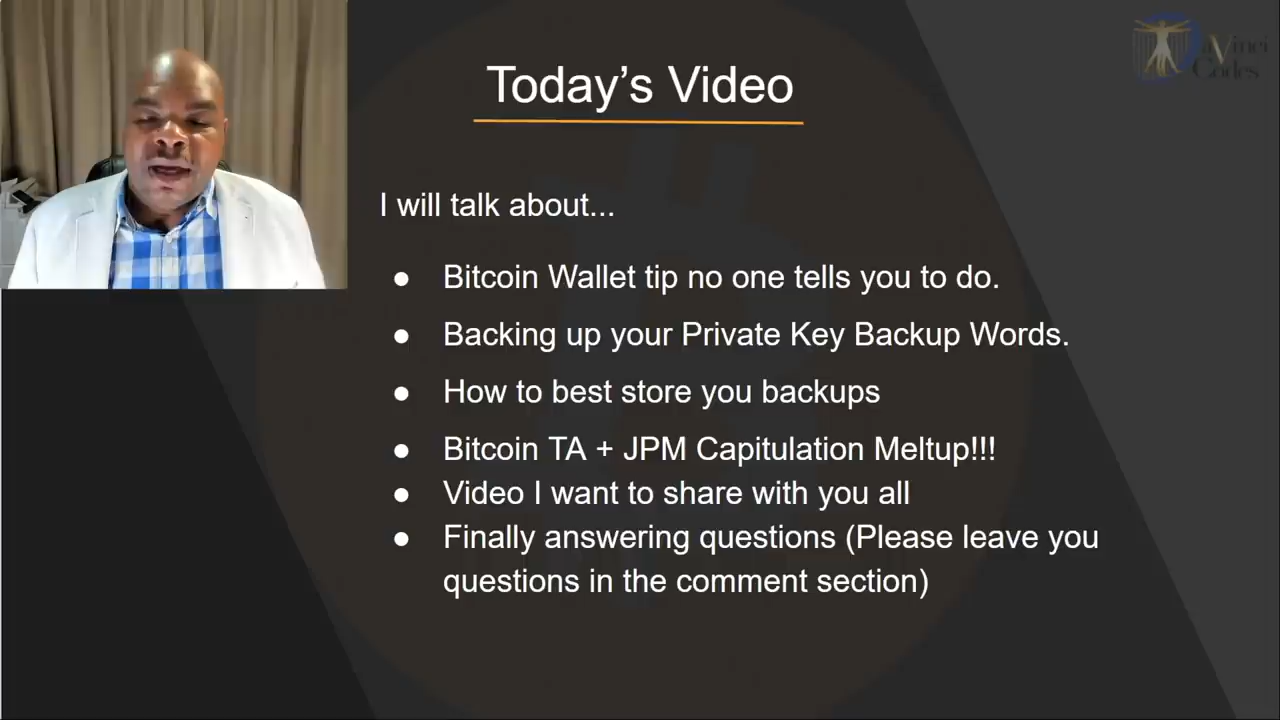 Today's Video
Vinci
Codes
I will talk about...
● Bitcoin Wallet tip no one tells you to do.
● Backing up your Private Key Backup Words.
● How to best store you backups
● Bitcoin TA + JPM Capitulation Meltup!!!
● Video I want to share with you all
● Finally answering questions (Please leave you
questions in the comment section)